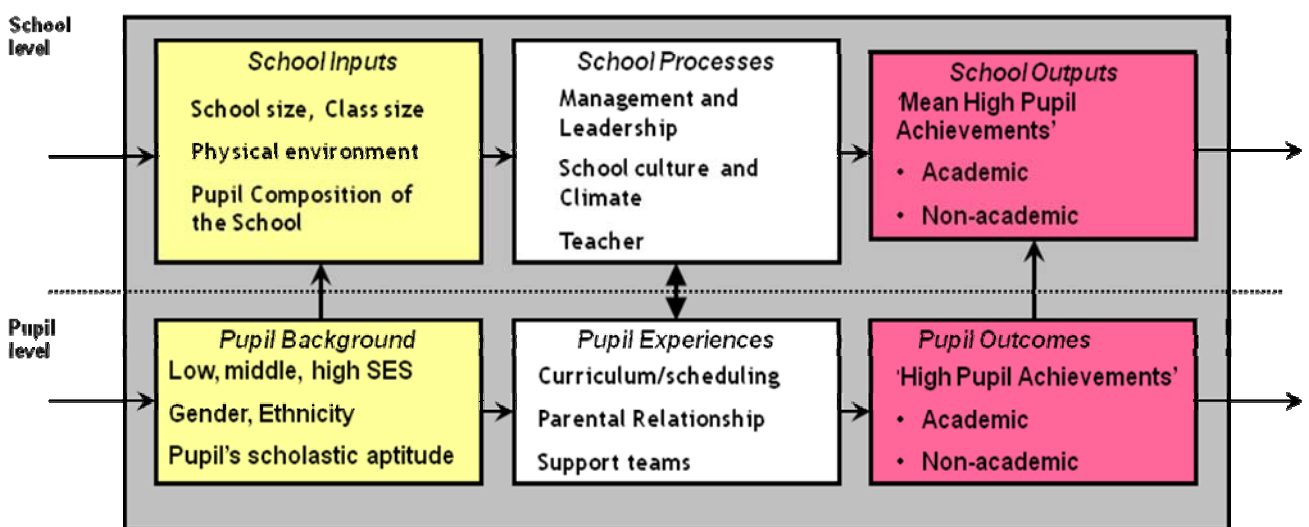 School
level
School Inputs
School size, Class size
Physical environment
Pupil Composition of
the School
School Processes
Management and
Leadership
School culture and
Climate
Teacher
School Outputs
‘Mean High Pupil
Achievements’
• Academic
• Non-academic
Pupil
level
Pupil Background
Low, middle, high SES
Gender, Ethnicity
Pupil’s scholastic aptitude
Pupil Experiences
Curriculum/scheduling
Parental Relationship
Support teams
Pupil Outcomes
‘High Pupil Achievements’
• Academic
• Non-academic